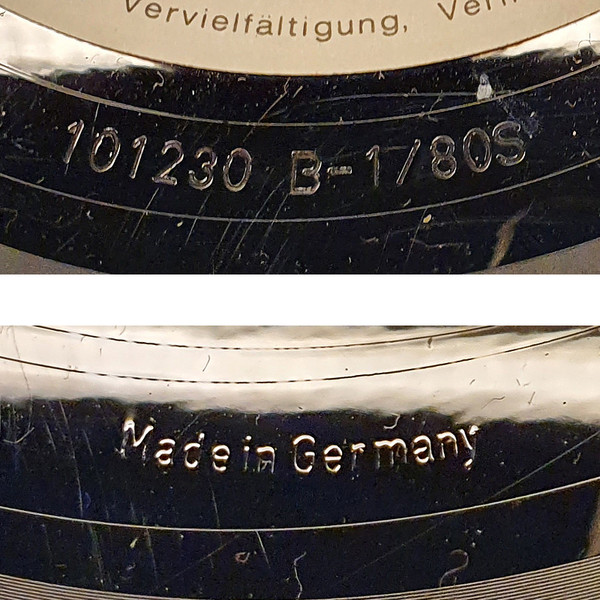 Vervielfältigung,
101230 B-1/80S
Made in Germany